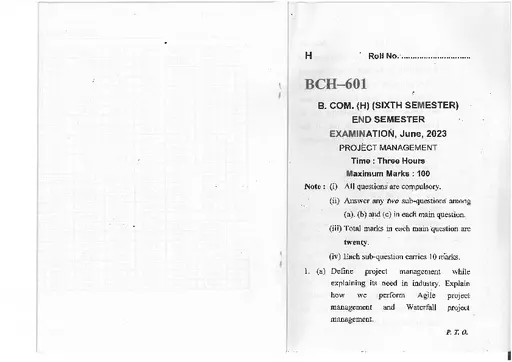 H Roll No. ..............................
BCH–601
B. COM. (H) (SIXTH SEMESTER)
END SEMESTER
EXAMINATION, June, 2023
PROJECT MANAGEMENT
Time : Three Hours
Maximum Marks : 100
Note : (i) All questions are compulsory.
(ii) Answer any two sub-questions among
(a), (b) and (c) in each main question.
(iii) Total marks in each main question are
twenty.
(iv) Each sub-question carries 10 marks.
1. (a) Define project management while
explaining its need in industry. Explain
how we perform Agile project
management and Waterfall project
management.
P. T. O.